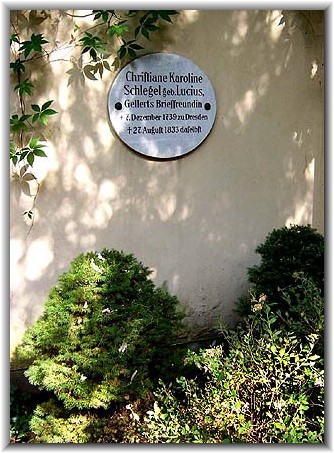 Christiane Karoline
Schlegel geb. Lucius,
Gellerts Brieffreundin
* 7. Dezember 1739 zu Dresden
+ 27. August 1833 daselbst